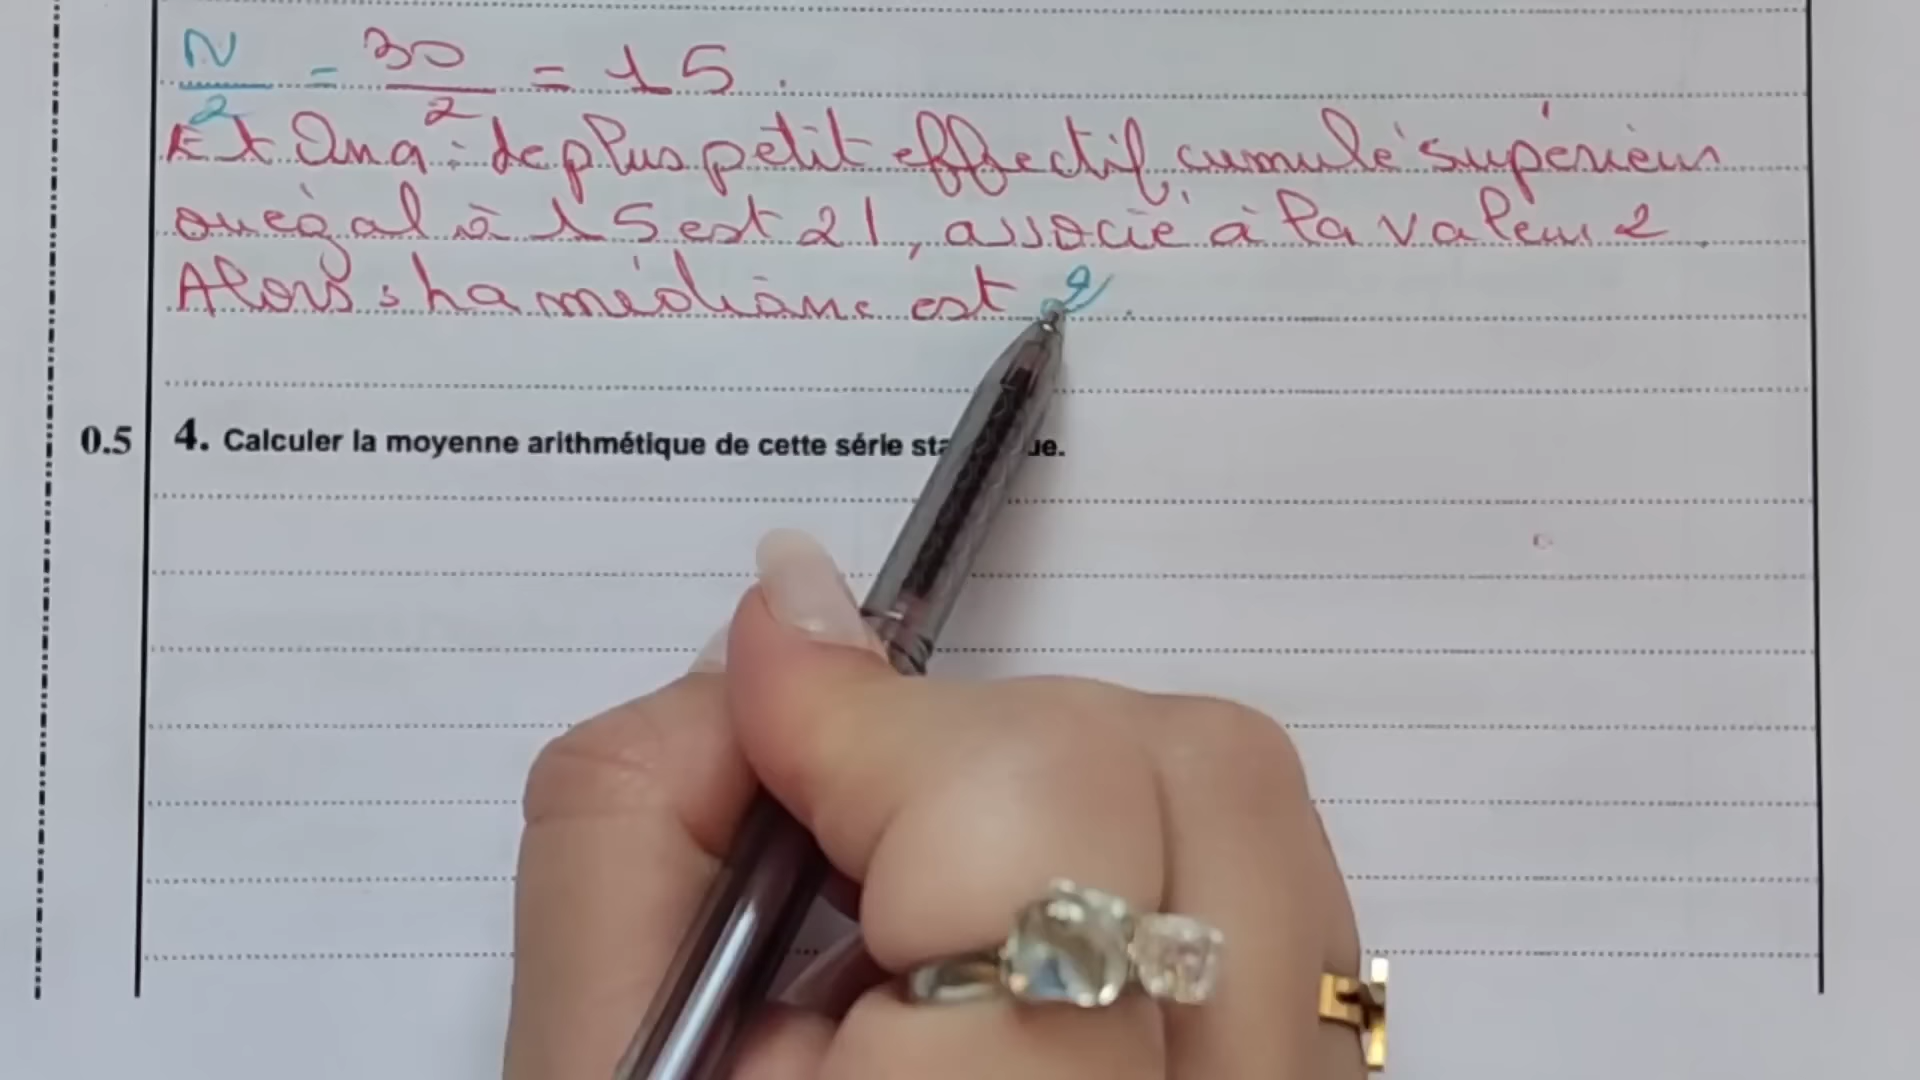 N/2 = 30/2 = 15.
Et On a : le plus petit effectif cumulé supérieur
ou égal à 15 est 21, associé à la valeur 2.
Alors : la médiane est 2.
0.5 4. Calculer la moyenne arithmétique de cette série